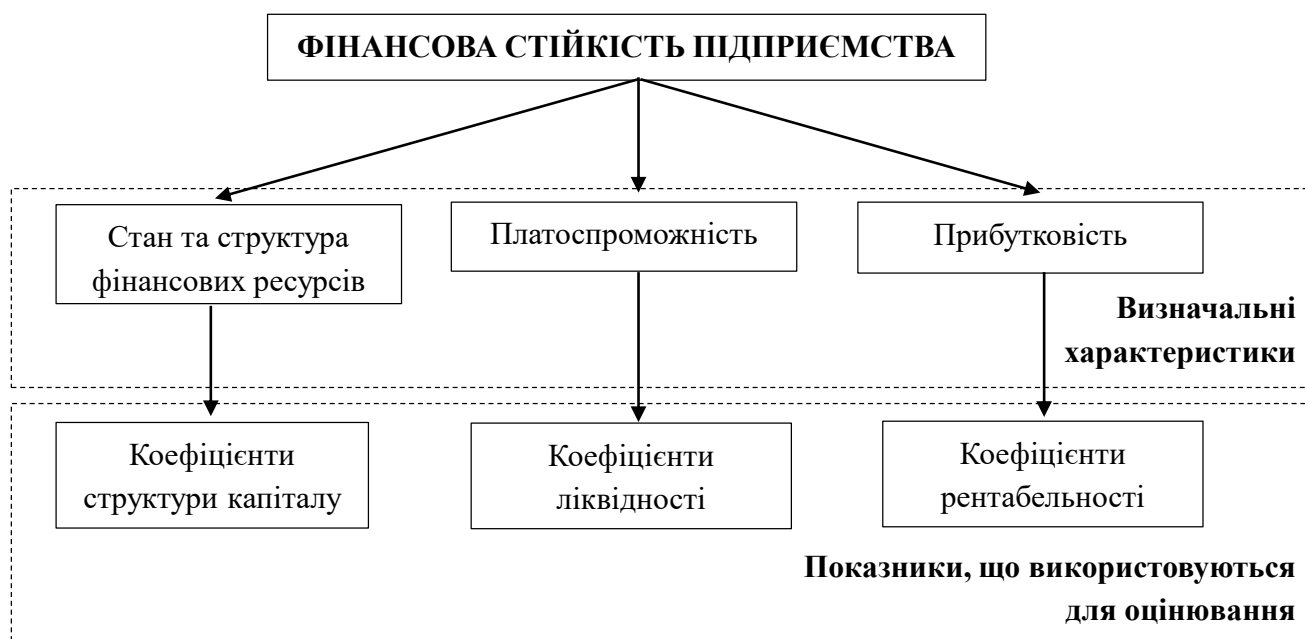 ФІНАНСОВА СТІЙКІСТЬ ПІДПРИЄМСТВА
Стан та структура
фінансових ресурсів
Платоспроможність
Прибутковість
Визначальні
характеристики
Коефіцієнти
структури капіталу
Коефіцієнти
ліквідності
Коефіцієнти
рентабельності
Показники, що використовуються
для оцінювання